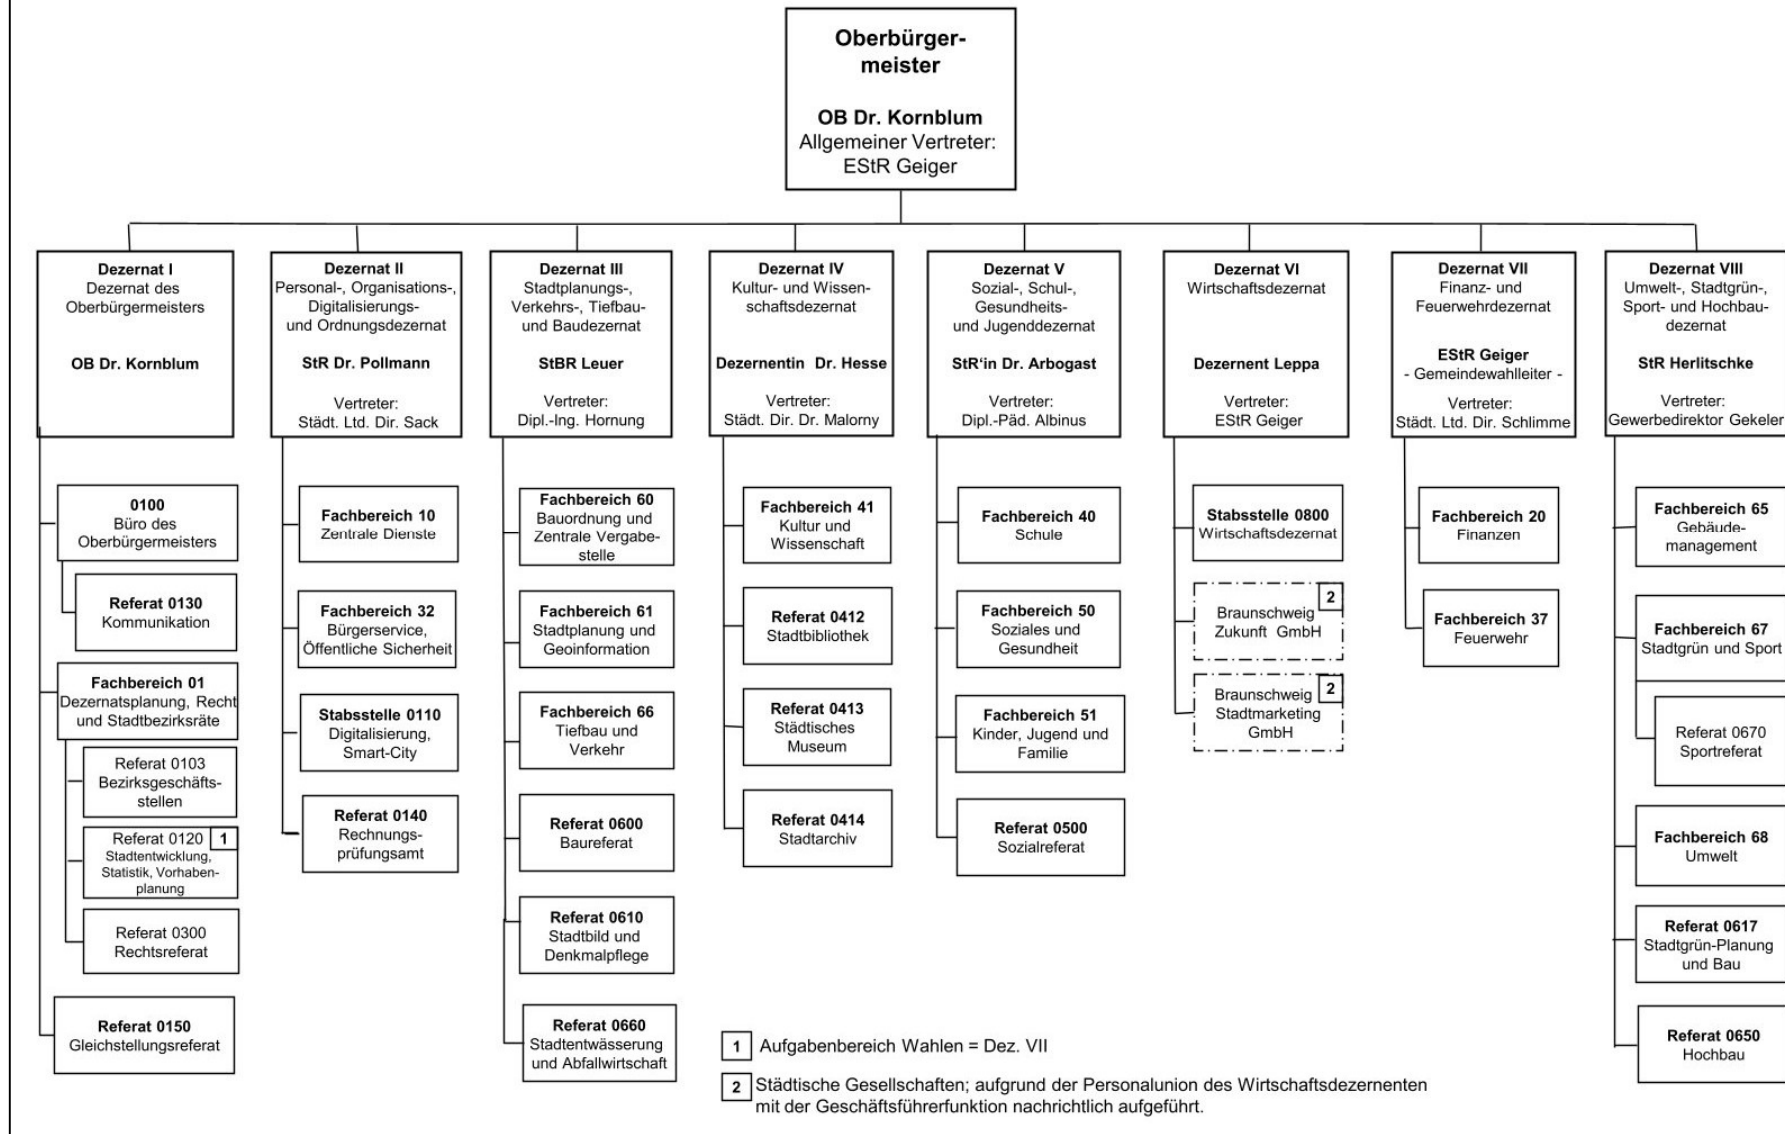 Oberbürger-
meister
OB Dr. Kornblum
Allgemeiner Vertreter:
EStR Geiger
Dezernat I
Dezernat des
Oberbürgermeisters
OB Dr. Kornblum
0100
Büro des
Oberbürgermeisters
Referat 0130
Kommunikation
Fachbereich 01
Dezernatsplanung, Recht
und Stadtbezirksräte
Referat 0103
Bezirksgeschäfts-
stellen
Referat 0120
1
Stadtentwicklung,
Statistik, Vorhaben-
planung
Referat 0300
Rechtsreferat
Referat 0150
Gleichstellungsreferat
Dezernat II
Personal-, Organisations-,
Digitalisierungs-
und Ordnungsdezernat
StR Dr. Pollmann
Vertreter:
Städt. Ltd. Dir. Sack
Fachbereich 10
Zentrale Dienste
Fachbereich 32
Bürgerservice,
Öffentliche Sicherheit
Stabsstelle 0110
Digitalisierung,
Smart-City
Referat 0140
Rechnungs-
prüfungsamt
Dezernat III
Stadtplanungs-,
Verkehrs-, Tiefbau-
und Baudezernat
StBR Leuer
Vertreter:
Dipl.-Ing. Hornung
Fachbereich 60
Bauordnung und
Zentrale Vergabe-
stelle
Fachbereich 61
Stadtplanung und
Geoinformation
Fachbereich 66
Tiefbau und
Verkehr
Referat 0600
Baureferat
Referat 0610
Stadtbild und
Denkmalpflege
Referat 0660
Stadtentwässerung
und Abfallwirtschaft
Dezernat IV
Kultur- und Wissen-
schaftsdezernat
Dezernentin Dr. Hesse
Vertreter:
Städt. Dir. Dr. Malorny
Fachbereich 41
Kultur und
Wissenschaft
Referat 0412
Stadtbibliothek
Referat 0413
Städtisches
Museum
Referat 0414
Stadtarchiv
Dezernat V
Sozial-, Schul-,
Gesundheits-
und Jugenddezernat
StR‘in Dr. Arbogast
Vertreter:
Dipl.-Päd. Albinus
Fachbereich 40
Schule
Fachbereich 50
Soziales und
Gesundheit
Fachbereich 51
Kinder, Jugend und
Familie
Referat 0500
Sozialreferat
Dezernat VI
Wirtschaftsdezernat
Dezernent Leppa
Vertreter:
EStR Geiger
Stabsstelle 0800
Wirtschaftsdezernat
2
Braunschweig
Zukunft GmbH
2
Braunschweig
Stadtmarketing
GmbH
Dezernat VII
Finanz- und
Feuerwehrdezernat
EStR Geiger
- Gemeindewahlleiter -
Vertreter:
Städt. Ltd. Dir. Schlimme
Fachbereich 20
Finanzen
Fachbereich 37
Feuerwehr
Dezernat VIII
Umwelt-, Stadtgrün-,
Sport- und Hochbau-
dezernat
StR Herlitschke
Vertreter:
Gewerbedirektor Gekeler
Fachbereich 65
Gebäude-
management
Fachbereich 67
Stadtgrün und Sport
Referat 0670
Sportreferat
Fachbereich 68
Umwelt
Referat 0617
Stadtgrün-Planung
und Bau
Referat 0650
Hochbau
1 Aufgabenbereich Wahlen = Dez. VII
2 Städtische Gesellschaften; aufgrund der Personalunion des Wirtschaftsdezernenten
mit der Geschäftsführerfunktion nachrichtlich aufgeführt.